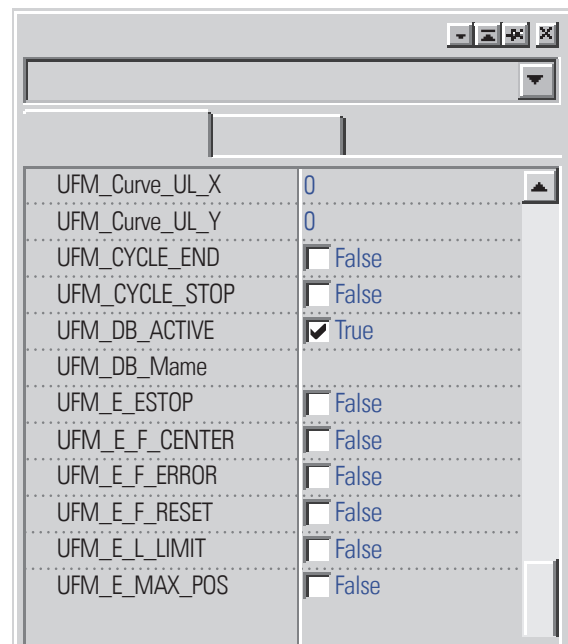 UFM_Curve_UL_X 0
UFM_Curve_UL_Y 0
UFM_CYCLE_END False
UFM_CYCLE_STOP False
UFM_DB_ACTIVE True
UFM_DB_Mame
UFM_E_ESTOP False
UFM_E_F_CENTER False
UFM_E_F_ERROR False
UFM_E_F_RESET False
UFM_E_L_LIMIT False
UFM_E_MAX_POS False